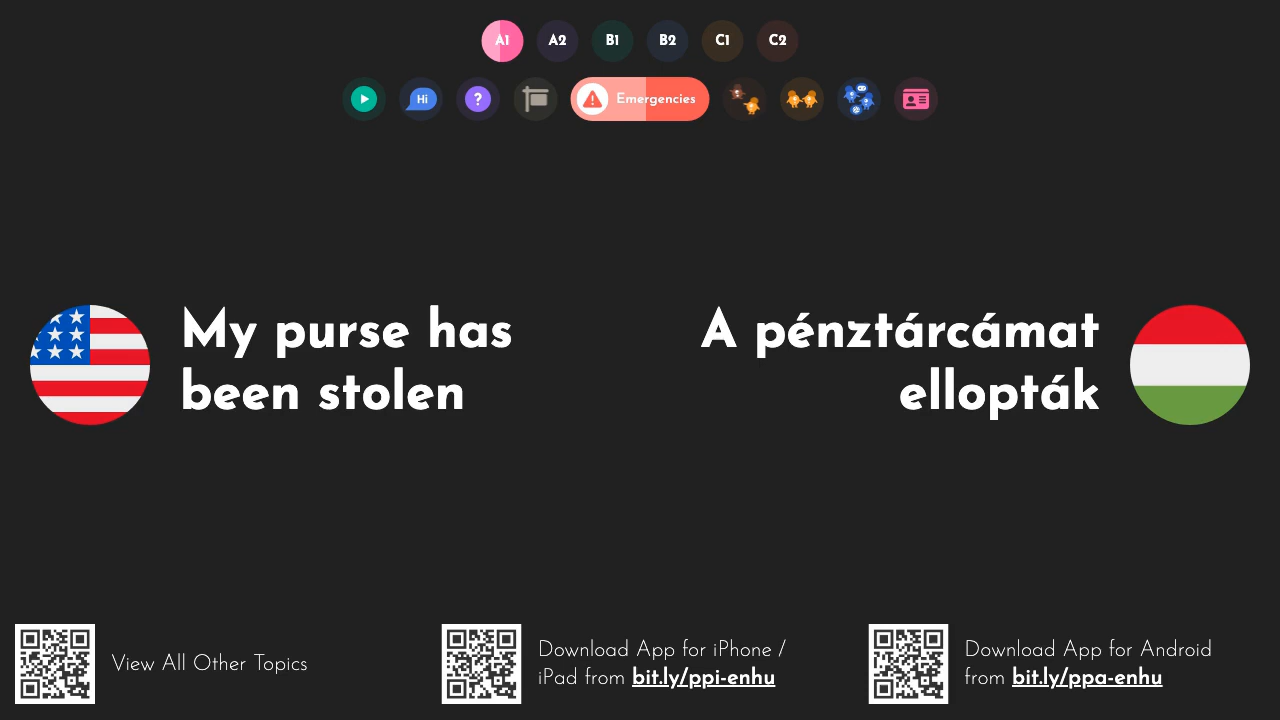 A1 A2 B1 B2 C1 C2
Hi ? Emergencies
My purse has
been stolen
A pénztárcámat
ellopták
View All Other Topics
Download App for iPhone /
iPad from bit.ly/ppi-enhu
Download App for Android
from bit.ly/ppa-enhu